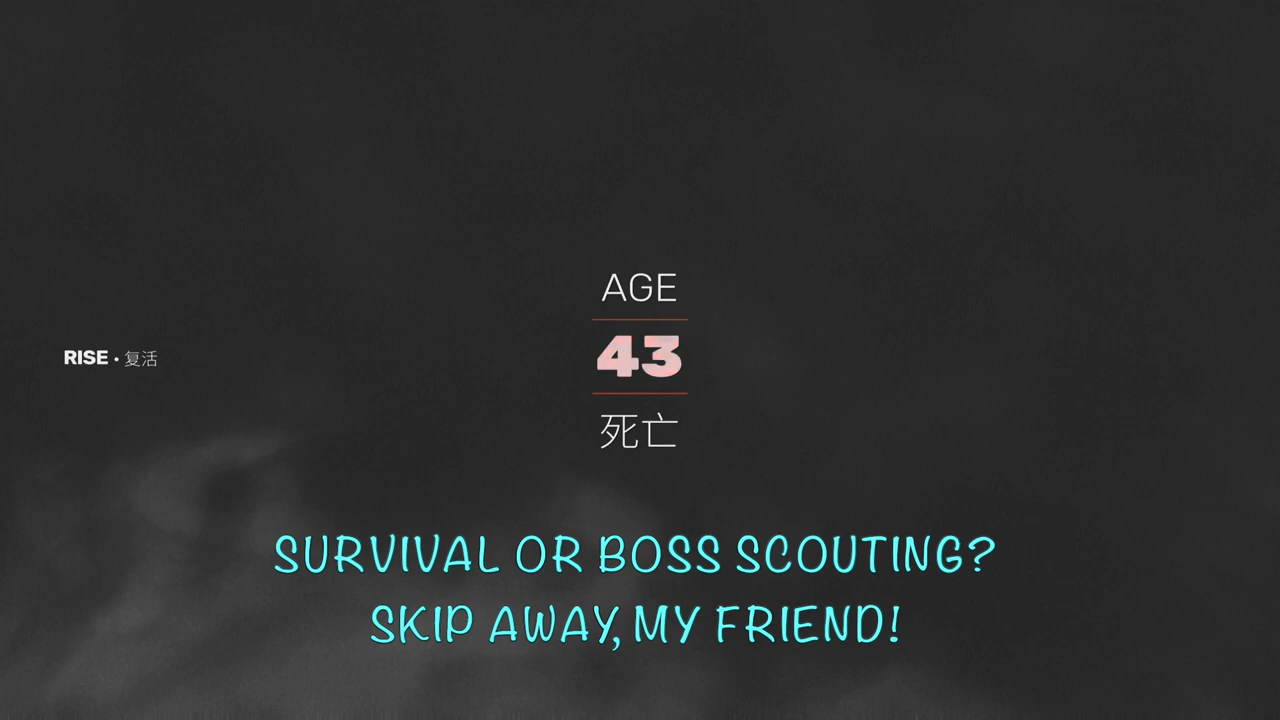 AGE
43
死亡
RISE • 复活
SURVIVAL OR BOSS SCOUTING?
SKIP AWAY, MY FRIEND!